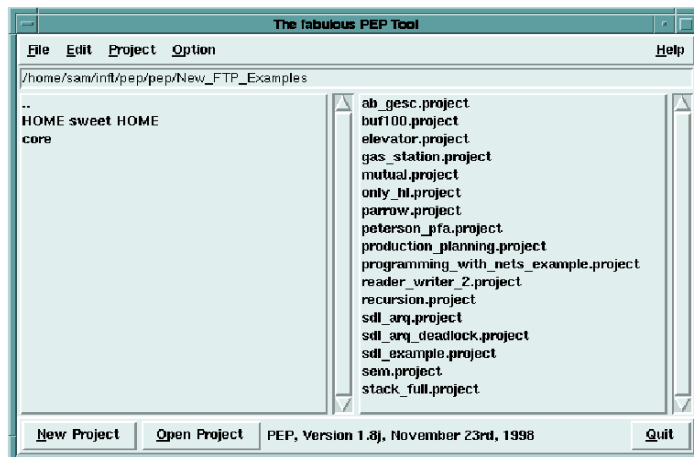 The fabulous PEP Tool
File Edit Project Option Help
/home/sam/infl/pep/pep/New_FTP_Examples
..
HOME sweet HOME
core
ab_gesc.project
buf100.project
elevator.project
gas_station.project
mutual.project
only_hl.project
parrow.project
peterson_pfa.project
production_planning.project
programming_with_nets_example.project
reader_writer_2.project
recursion.project
sdl_arq.project
sdl_arq_deadlock.project
sdl_example.project
sem.project
stack_full.project
New Project Open Project PEP, Version 1.8j, November 23rd, 1998 Quit